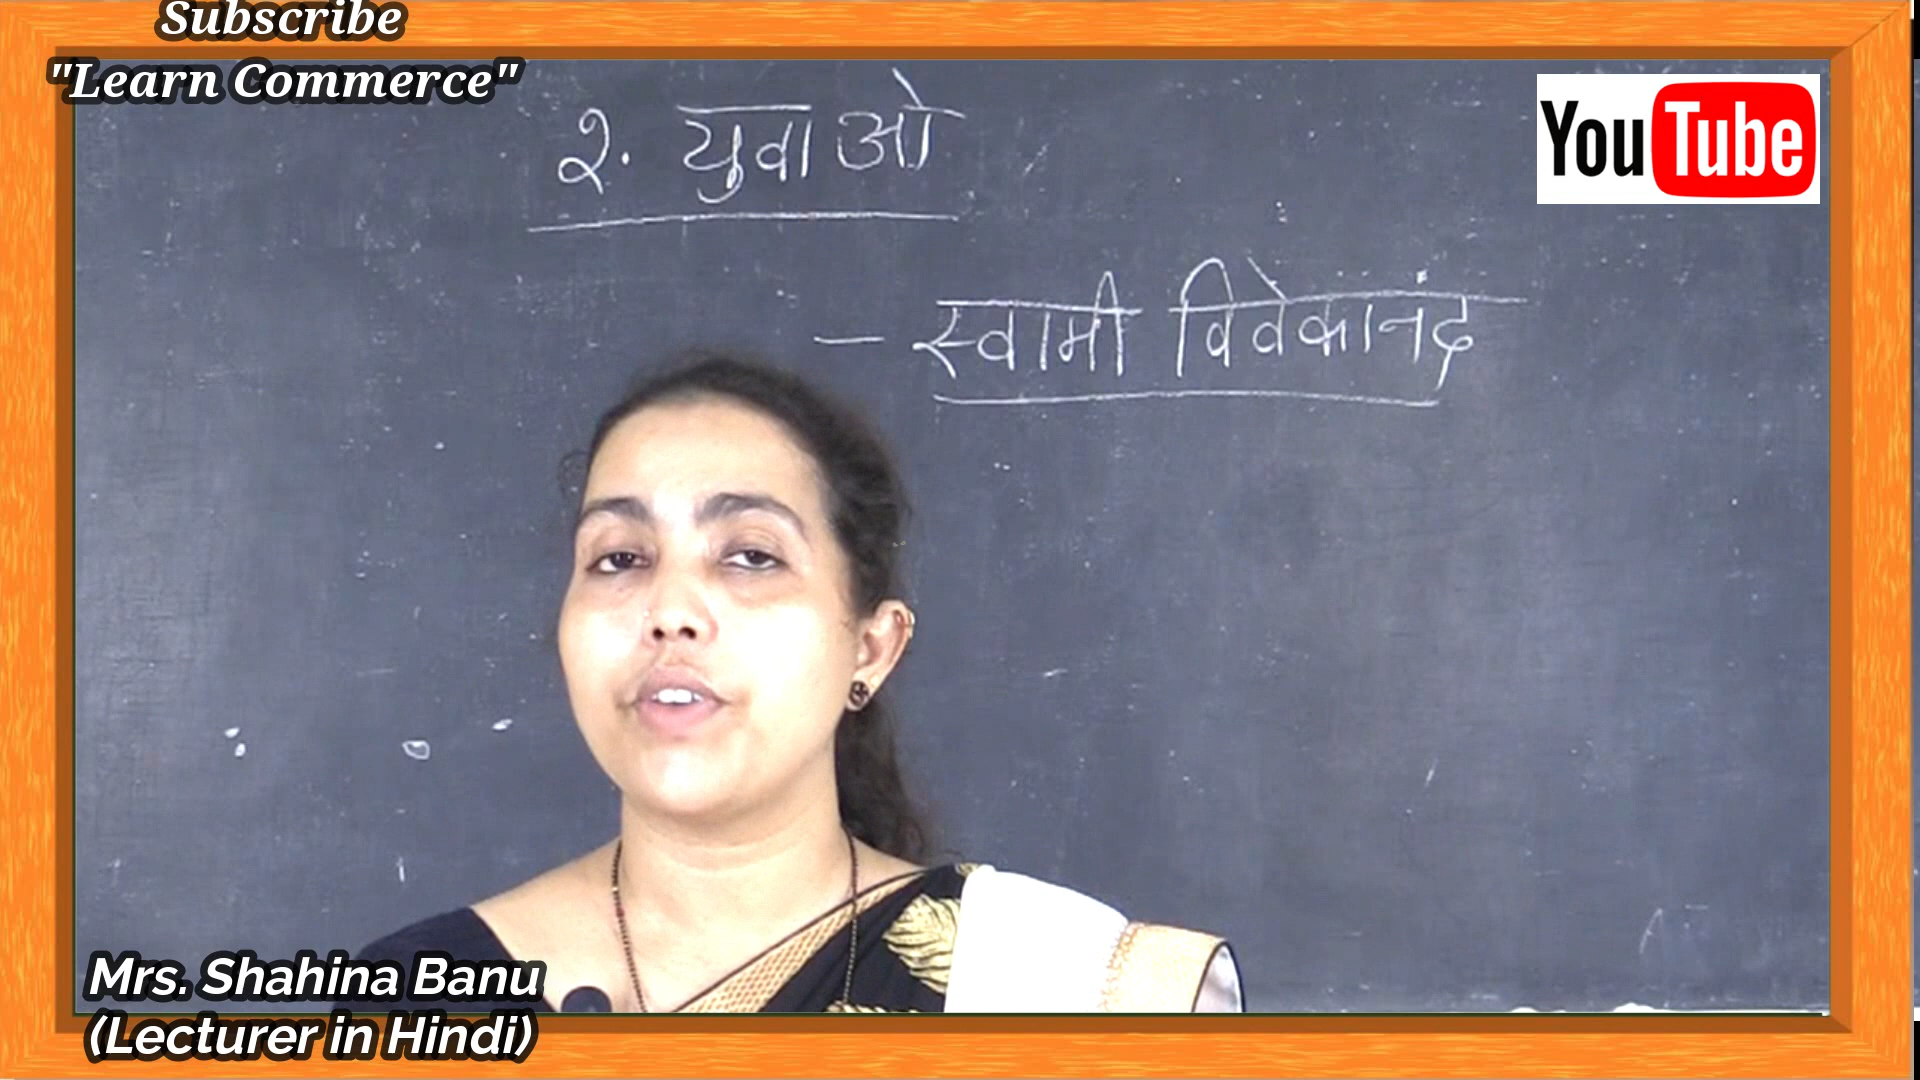 Subscribe
"Learn Commerce"
YouTube
२. युवाओ
– स्वामी विवेकानंद
Mrs. Shahina Banu
(Lecturer in Hindi)